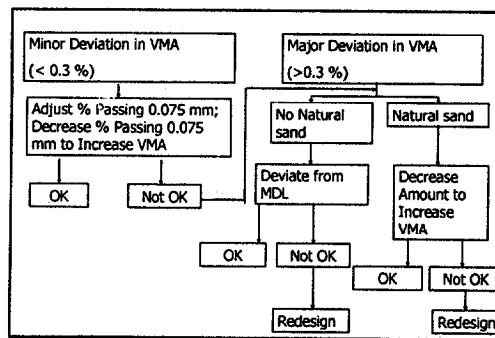 Minor Deviation in VMA
(< 0.3 %)
Major Deviation in VMA
(>0.3 %)
Adjust % Passing 0.075 mm;
Decrease % Passing 0.075
mm to Increase VMA
No Natural
sand
Natural sand
OK
Not OK
Deviate from
MDL
Decrease
Amount to
Increase
VMA
OK
Not OK
OK
Not OK
Redesign
Redesign